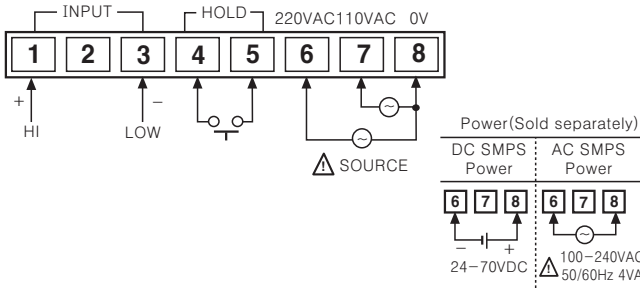 INPUT HOLD 220VAC110VAC 0V
1 2 3 4 5 6 7 8
+ −
HI LOW
⚠ SOURCE
Power(Sold separately)
DC SMPS Power
AC SMPS Power
6 7 8
6 7 8
− +
24−70VDC
⚠ 100−240VAC
50/60Hz 4VA